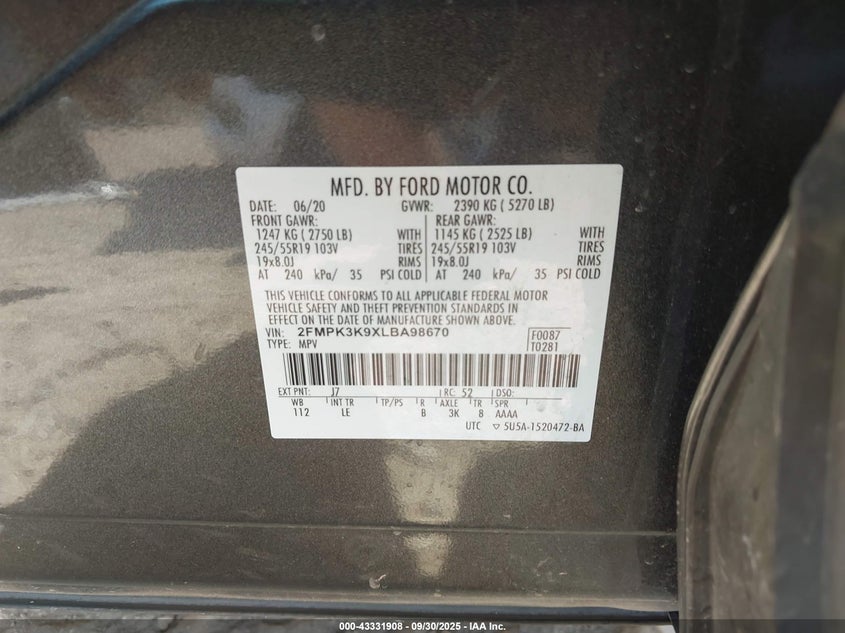 MFD. BY FORD MOTOR CO.
DATE: 06/20 GVWR: 2390 KG ( 5270 LB)
FRONT GAWR: REAR GAWR:
1247 KG ( 2750 LB) WITH 1145 KG ( 2525 LB) WITH
245/55R19 103V TIRES 245/55R19 103V TIRES
19x8.0J RIMS 19x8.0J RIMS
AT 240 kPa/ 35 PSI COLD AT 240 kPa/ 35 PSI COLD
THIS VEHICLE CONFORMS TO ALL APPLICABLE FEDERAL MOTOR
VEHICLE SAFETY AND THEFT PREVENTION STANDARDS IN
EFFECT ON THE DATE OF MANUFACTURE SHOWN ABOVE.
VIN: 2FMPK3K9XLBA98670 F0087
TYPE: MPV T0281
EXT PNT: J7 RC: 52 DSO:
WB INT TR TP/PS R AXLE TR SPR
112 LE B 3K 8 AAAA
UTC ▽ 5U5A-1520472-BA
000-43331908 - 09/30/2025 - IAA Inc.